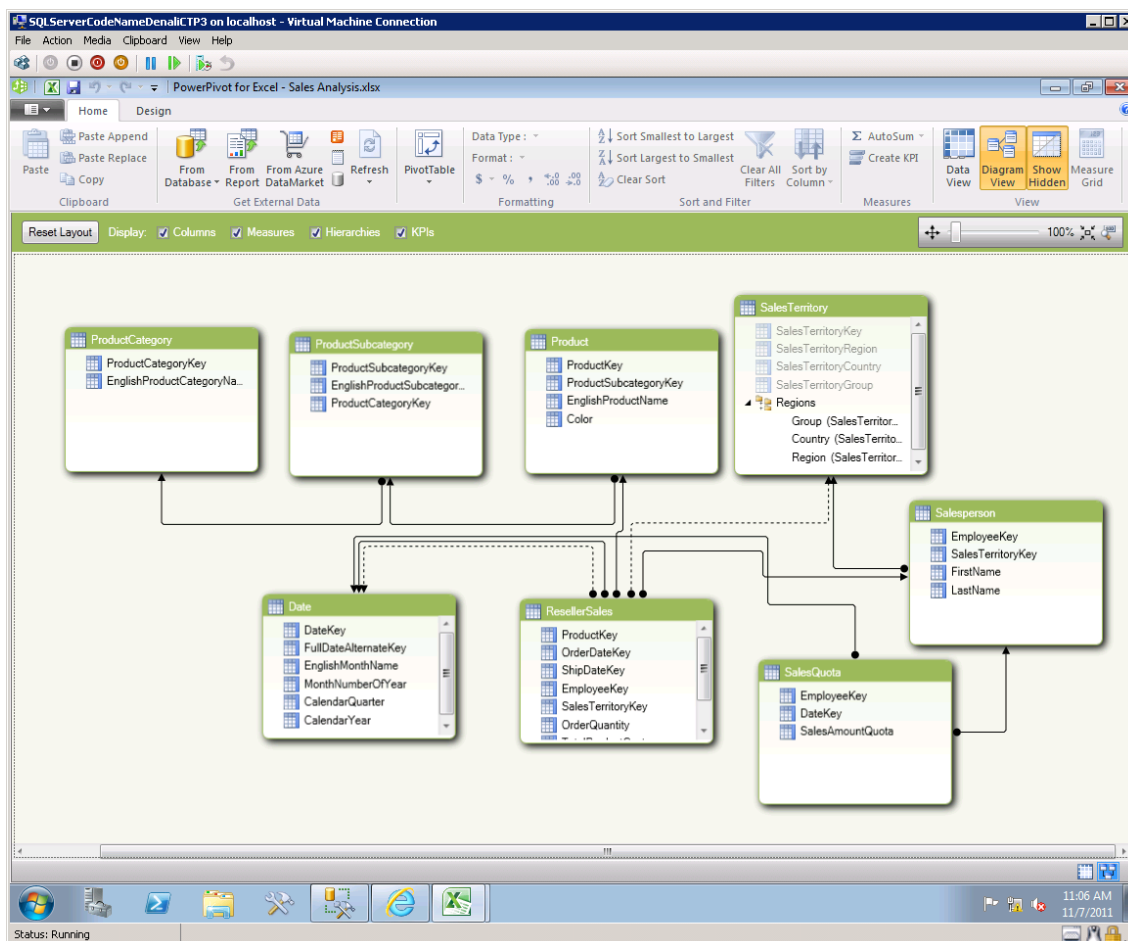 SQLServerCodeNameDenaliCTP3 on localhost - Virtual Machine Connection
File Action Media Clipboard View Help
PowerPivot for Excel - Sales Analysis.xlsx
Home Design
Paste
Paste Append
Paste Replace
Copy
Clipboard
From Database
From Report
From Azure DataMarket
Refresh
Get External Data
PivotTable
Data Type :
Format :
$ % , .00 .00
Formatting
Sort Smallest to Largest
Sort Largest to Smallest
Clear Sort
Clear All Filters
Sort by Column
Sort and Filter
Σ AutoSum
Create KPI
Measures
Data View
Diagram View
Show Hidden
Measure Grid
View
Reset Layout Display: Columns Measures Hierarchies KPIs 100%
ProductCategory
ProductCategoryKey
EnglishProductCategoryNa...
ProductSubcategory
ProductSubcategoryKey
EnglishProductSubcategor...
ProductCategoryKey
Product
ProductKey
ProductSubcategoryKey
EnglishProductName
Color
SalesTerritory
SalesTerritoryKey
SalesTerritoryRegion
SalesTerritoryCountry
SalesTerritoryGroup
Regions
Group (SalesTerritor...
Country (SalesTerrito...
Region (SalesTerritor...
Salesperson
EmployeeKey
SalesTerritoryKey
FirstName
LastName
Date
DateKey
FullDateAlternateKey
EnglishMonthName
MonthNumberOfYear
CalendarQuarter
CalendarYear
ResellerSales
ProductKey
OrderDateKey
ShipDateKey
EmployeeKey
SalesTerritoryKey
OrderQuantity
SalesQuota
EmployeeKey
DateKey
SalesAmountQuota
11:06 AM
11/7/2011
Status: Running